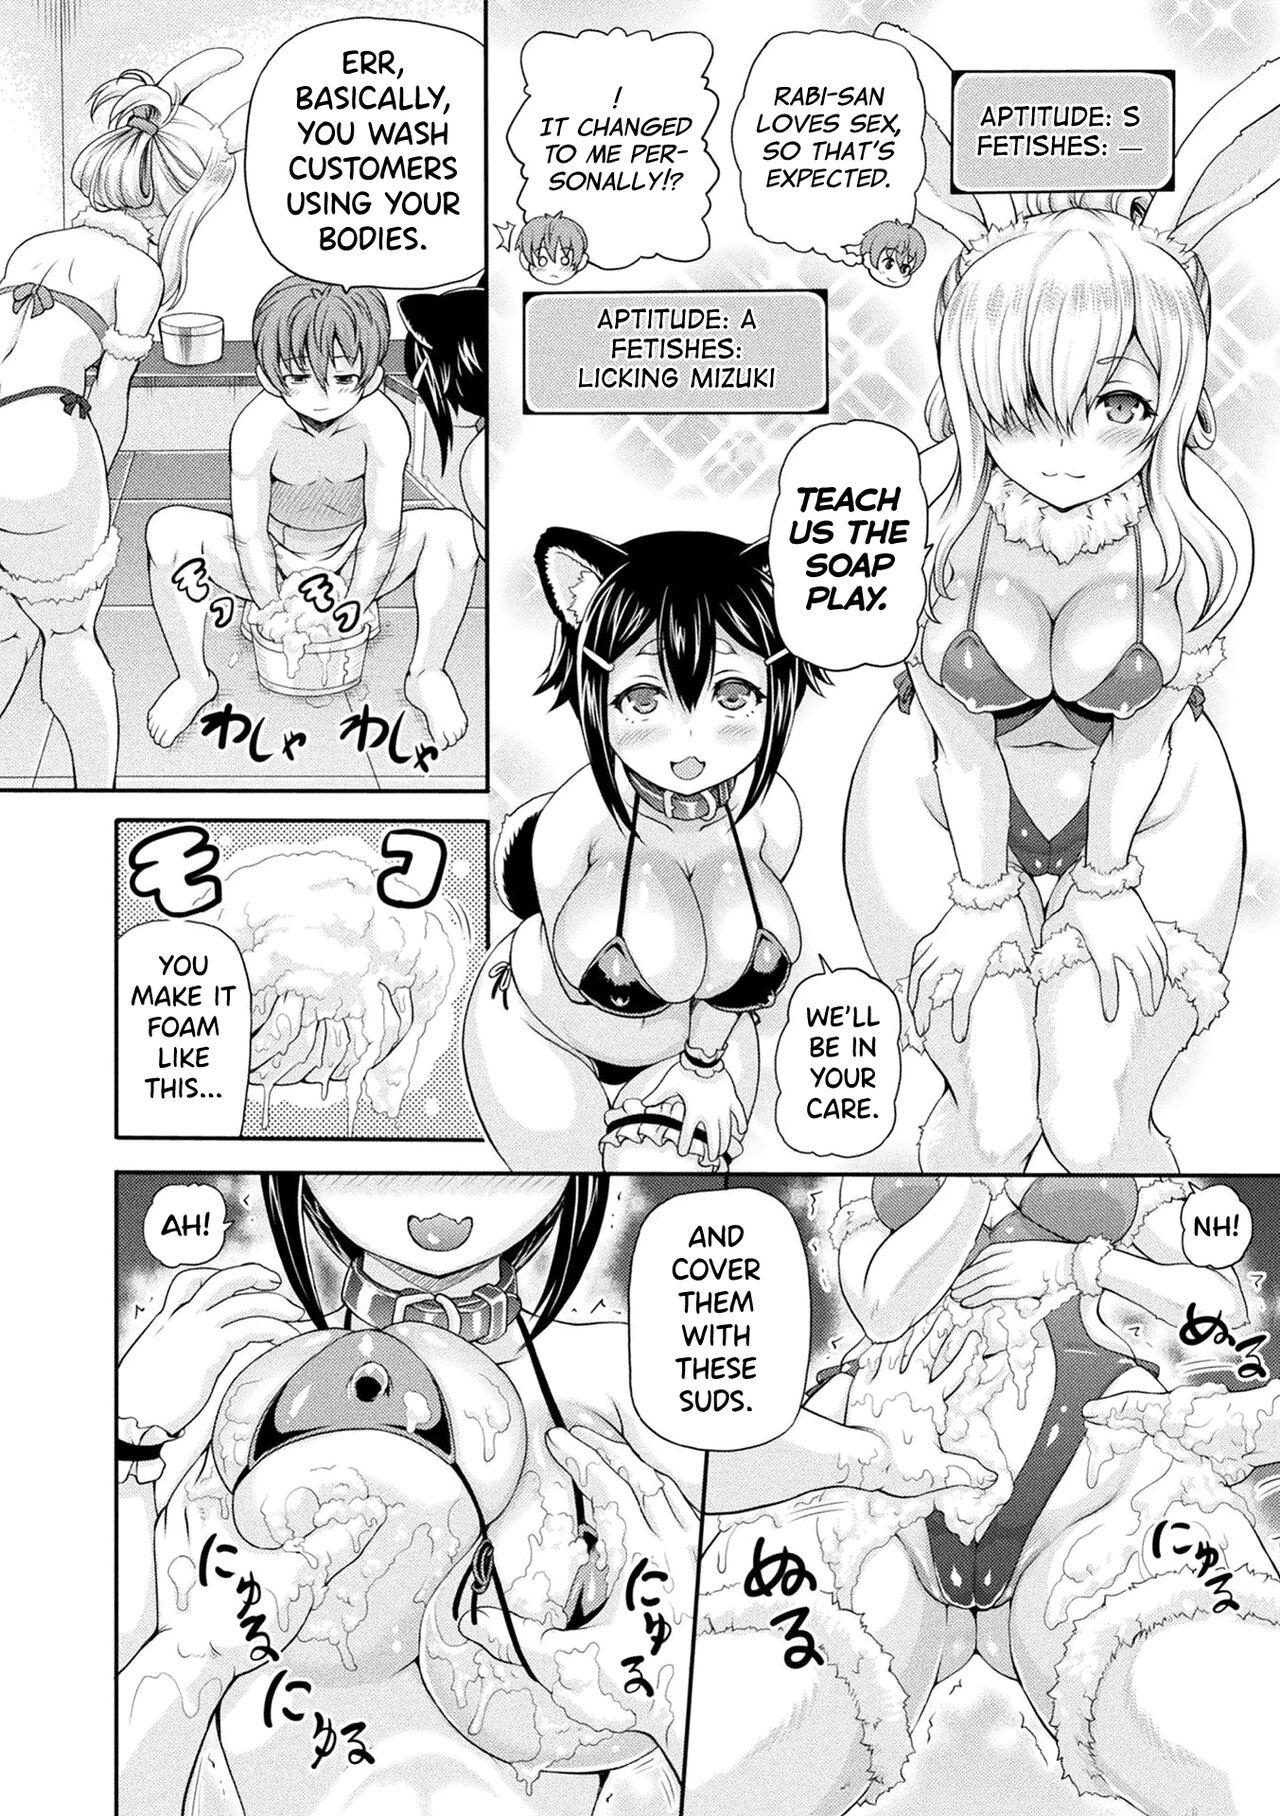 APTITUDE: S
FETISHES: —
RABI-SAN
LOVES SEX,
SO THAT'S
EXPECTED.
!
IT CHANGED
TO ME PER-
SONALLY!?
APTITUDE: A
FETISHES:
LICKING MIZUKI
TEACH
US THE
SOAP
PLAY.
WE'LL
BE IN
YOUR
CARE.
ERR,
BASICALLY,
YOU WASH
CUSTOMERS
USING YOUR
BODIES.
モコ
モコ
わしゃ
わしゃ
モコ
YOU
MAKE IT
FOAM
LIKE
THIS...
NH!
ぬるぬる
にゅる
ぬる
AND
COVER
THEM
WITH
THESE
SUDS.
AH!
にゅる
にゅるにゅる